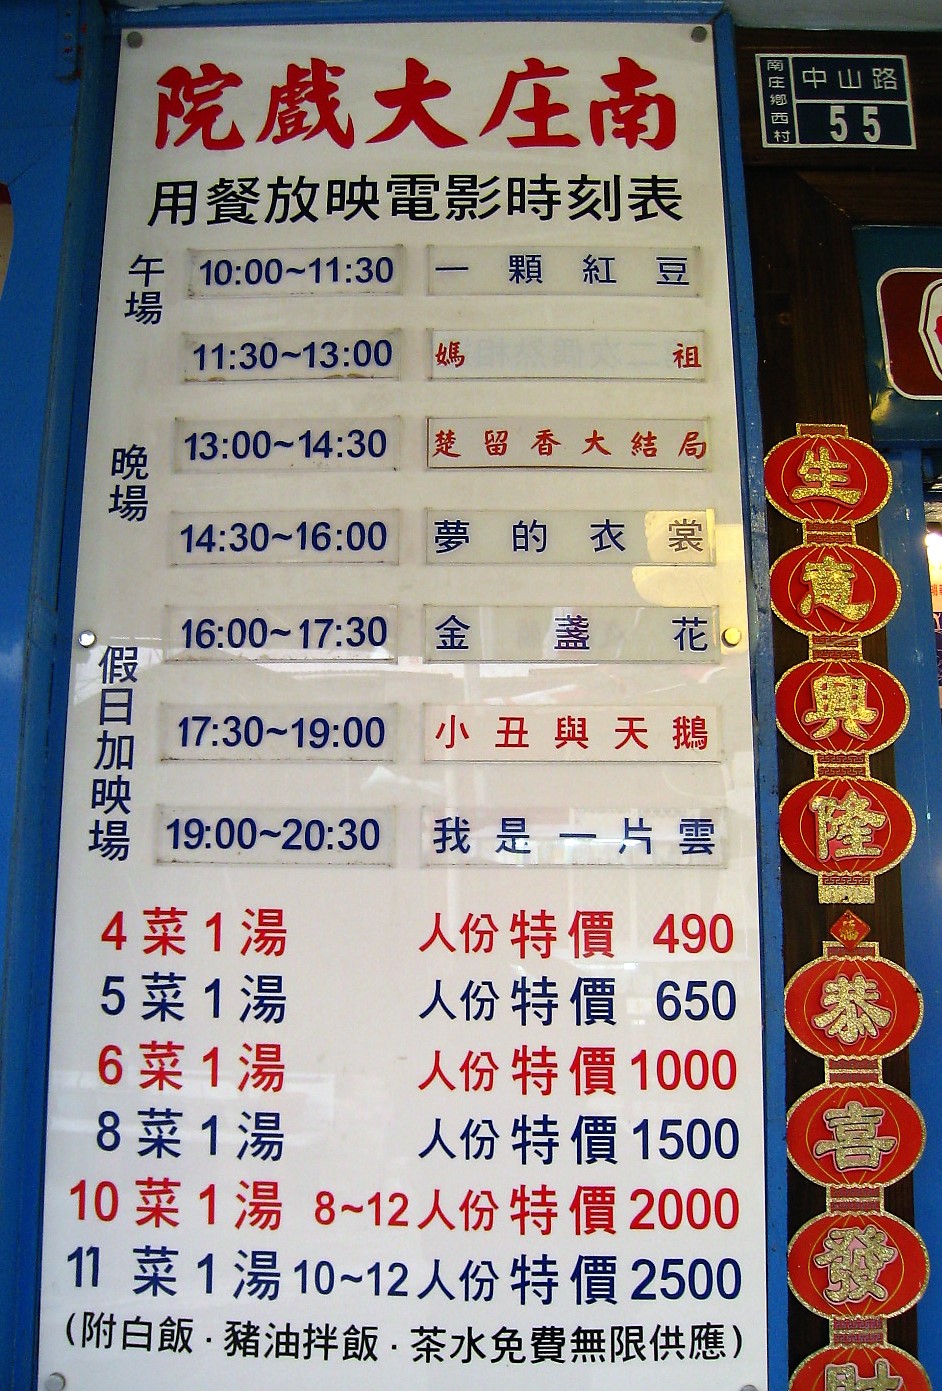 南庄大戲院
用餐放映電影時刻表
午場
10:00~11:30 一顆紅豆
11:30~13:00 媽祖
晚場
13:00~14:30 楚留香大結局
14:30~16:00 夢的衣裳
16:00~17:30 金盞花
假日加映場
17:30~19:00 小丑與天鵝
19:00~20:30 我是一片雲
4菜1湯 人份特價 490
5菜1湯 人份特價 650
6菜1湯 人份特價 1000
8菜1湯 人份特價 1500
10菜1湯 8~12人份特價 2000
11菜1湯 10~12人份特價 2500
(附白飯·豬油拌飯·茶水免費無限供應)
南庄鄉西村
中山路
55
生意興隆
恭喜發財